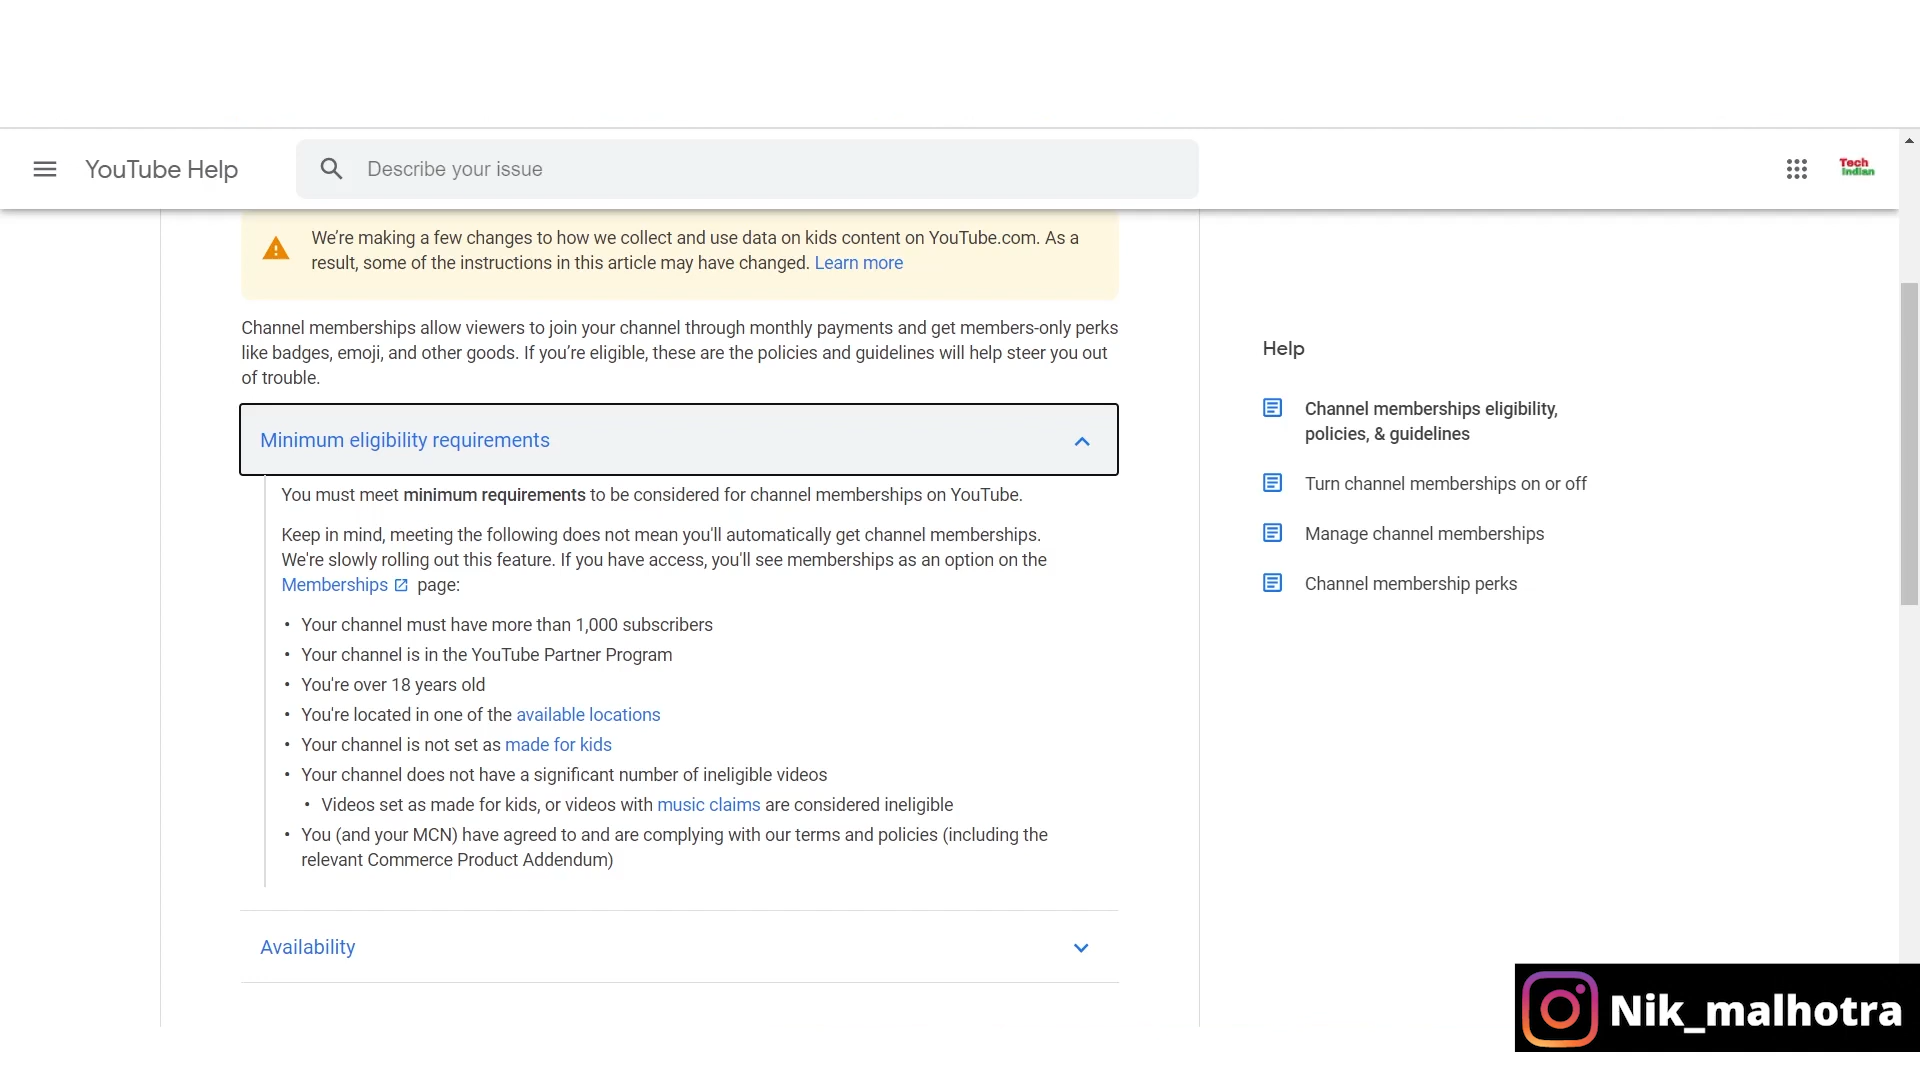 YouTube Help
Describe your issue
Tech
Indian
We’re making a few changes to how we collect and use data on kids content on YouTube.com. As a
result, some of the instructions in this article may have changed. Learn more
Channel memberships allow viewers to join your channel through monthly payments and get members-only perks
like badges, emoji, and other goods. If you’re eligible, these are the policies and guidelines will help steer you out
of trouble.
Minimum eligibility requirements
You must meet minimum requirements to be considered for channel memberships on YouTube.
Keep in mind, meeting the following does not mean you'll automatically get channel memberships.
We're slowly rolling out this feature. If you have access, you'll see memberships as an option on the
Memberships page:
• Your channel must have more than 1,000 subscribers
• Your channel is in the YouTube Partner Program
• You're over 18 years old
• You're located in one of the available locations
• Your channel is not set as made for kids
• Your channel does not have a significant number of ineligible videos
• Videos set as made for kids, or videos with music claims are considered ineligible
• You (and your MCN) have agreed to and are complying with our terms and policies (including the
relevant Commerce Product Addendum)
Availability
Help
Channel memberships eligibility,
policies, & guidelines
Turn channel memberships on or off
Manage channel memberships
Channel membership perks
Nik_malhotra